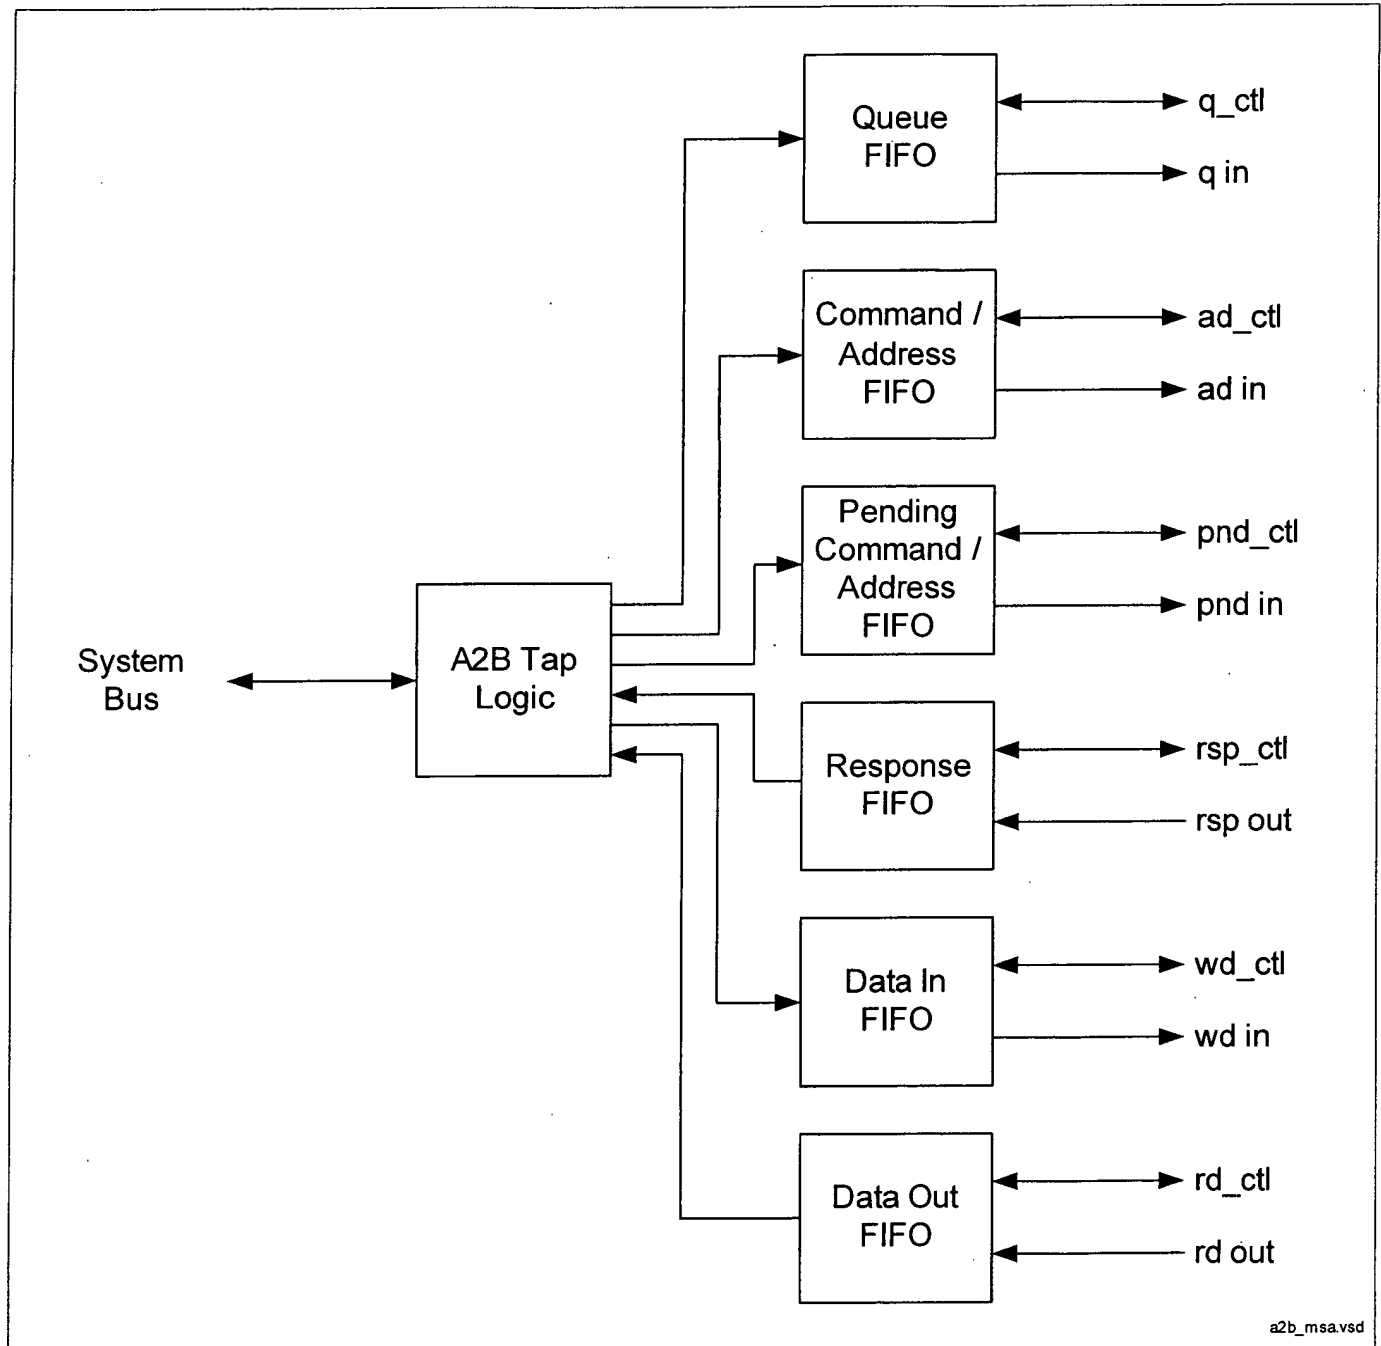 Queue
FIFO
q_ctl
q in
Command /
Address
FIFO
ad_ctl
ad in
Pending
Command /
Address
FIFO
pnd_ctl
pnd in
System
Bus
A2B Tap
Logic
Response
FIFO
rsp_ctl
rsp out
Data In
FIFO
wd_ctl
wd in
Data Out
FIFO
rd_ctl
rd out
a2b_msa.vsd